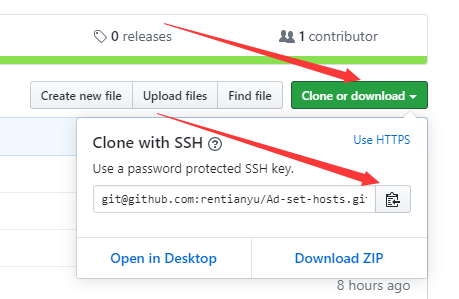 0 releases
1 contributor
Create new file
Upload files
Find file
Clone or download
Clone with SSH
Use HTTPS
Use a password protected SSH key.
git@github.com:rentianyu/Ad-set-hosts.gi
Open in Desktop
Download ZIP
8 hours ago